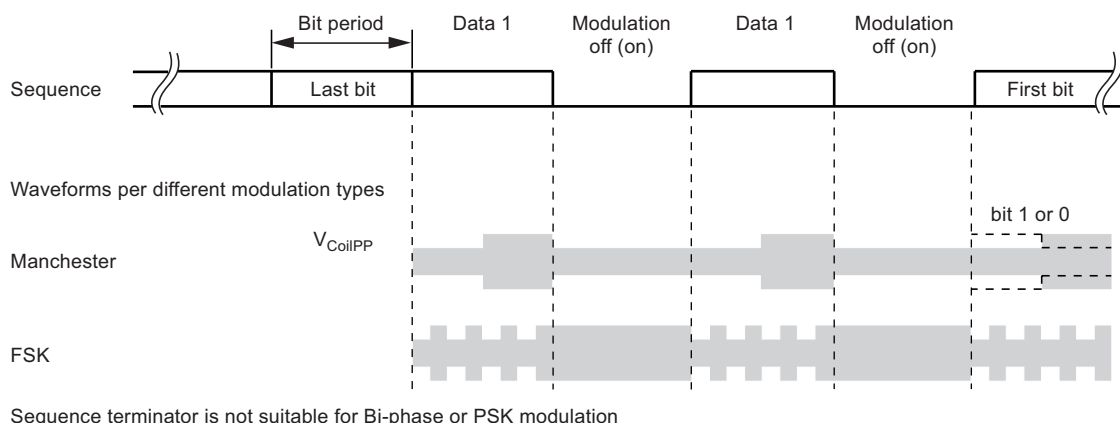 Bit period
Data 1
Modulation
off (on)
Data 1
Modulation
off (on)
Sequence
Last bit
First bit
Waveforms per different modulation types
bit 1 or 0
VCoilPP
Manchester
FSK
Sequence terminator is not suitable for Bi-phase or PSK modulation